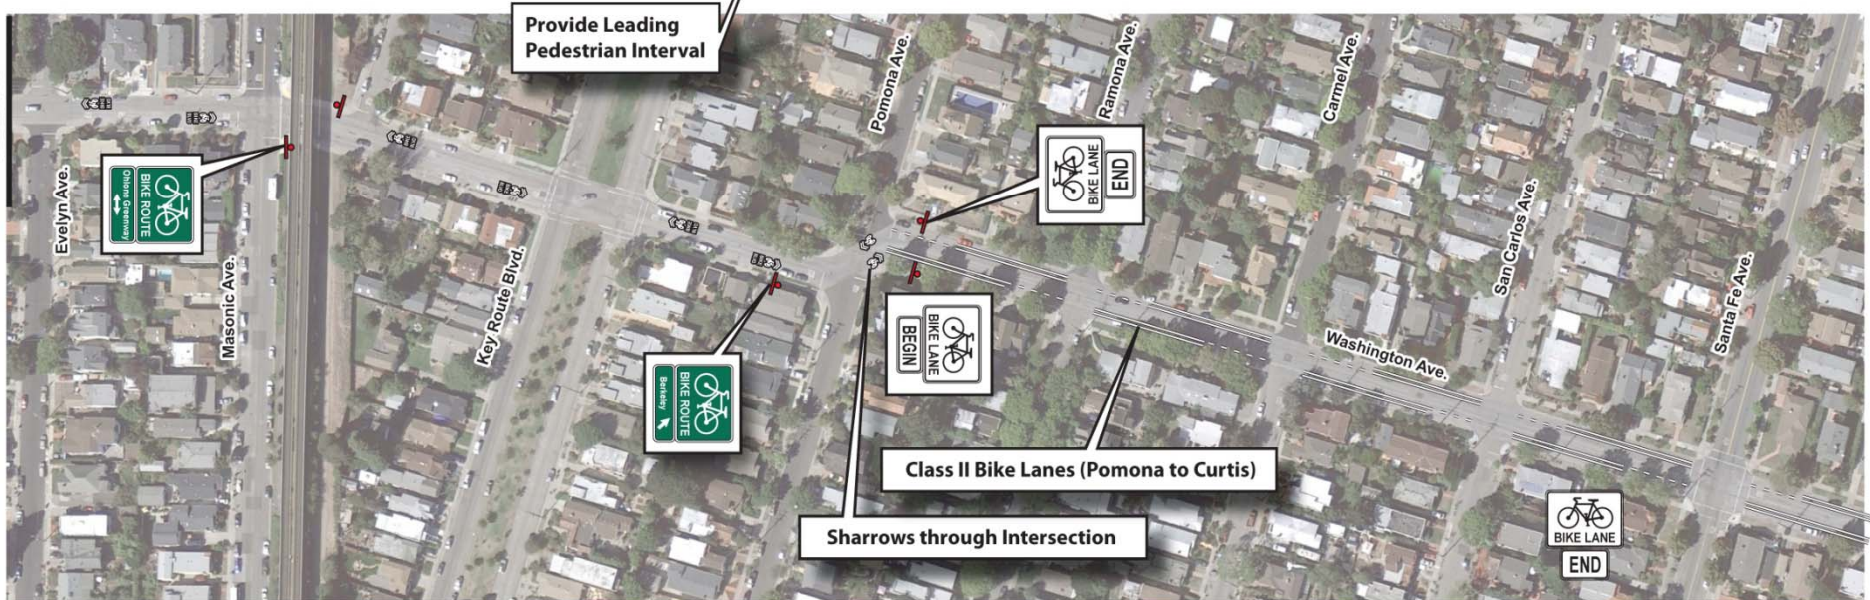 Provide Leading
Pedestrian Interval
Evelyn Ave.
Masonic Ave.
Key Route Blvd.
Pomona Ave.
Ramona Ave.
Carmel Ave.
San Carlos Ave.
Santa Fe Ave.
Washington Ave.
BIKE ROUTE
Ohlone Greenway
BIKE ROUTE
Berkeley
BIKE LANE
END
BIKE LANE
BEGIN
Class II Bike Lanes (Pomona to Curtis)
Sharrows through Intersection
BIKE LANE
END